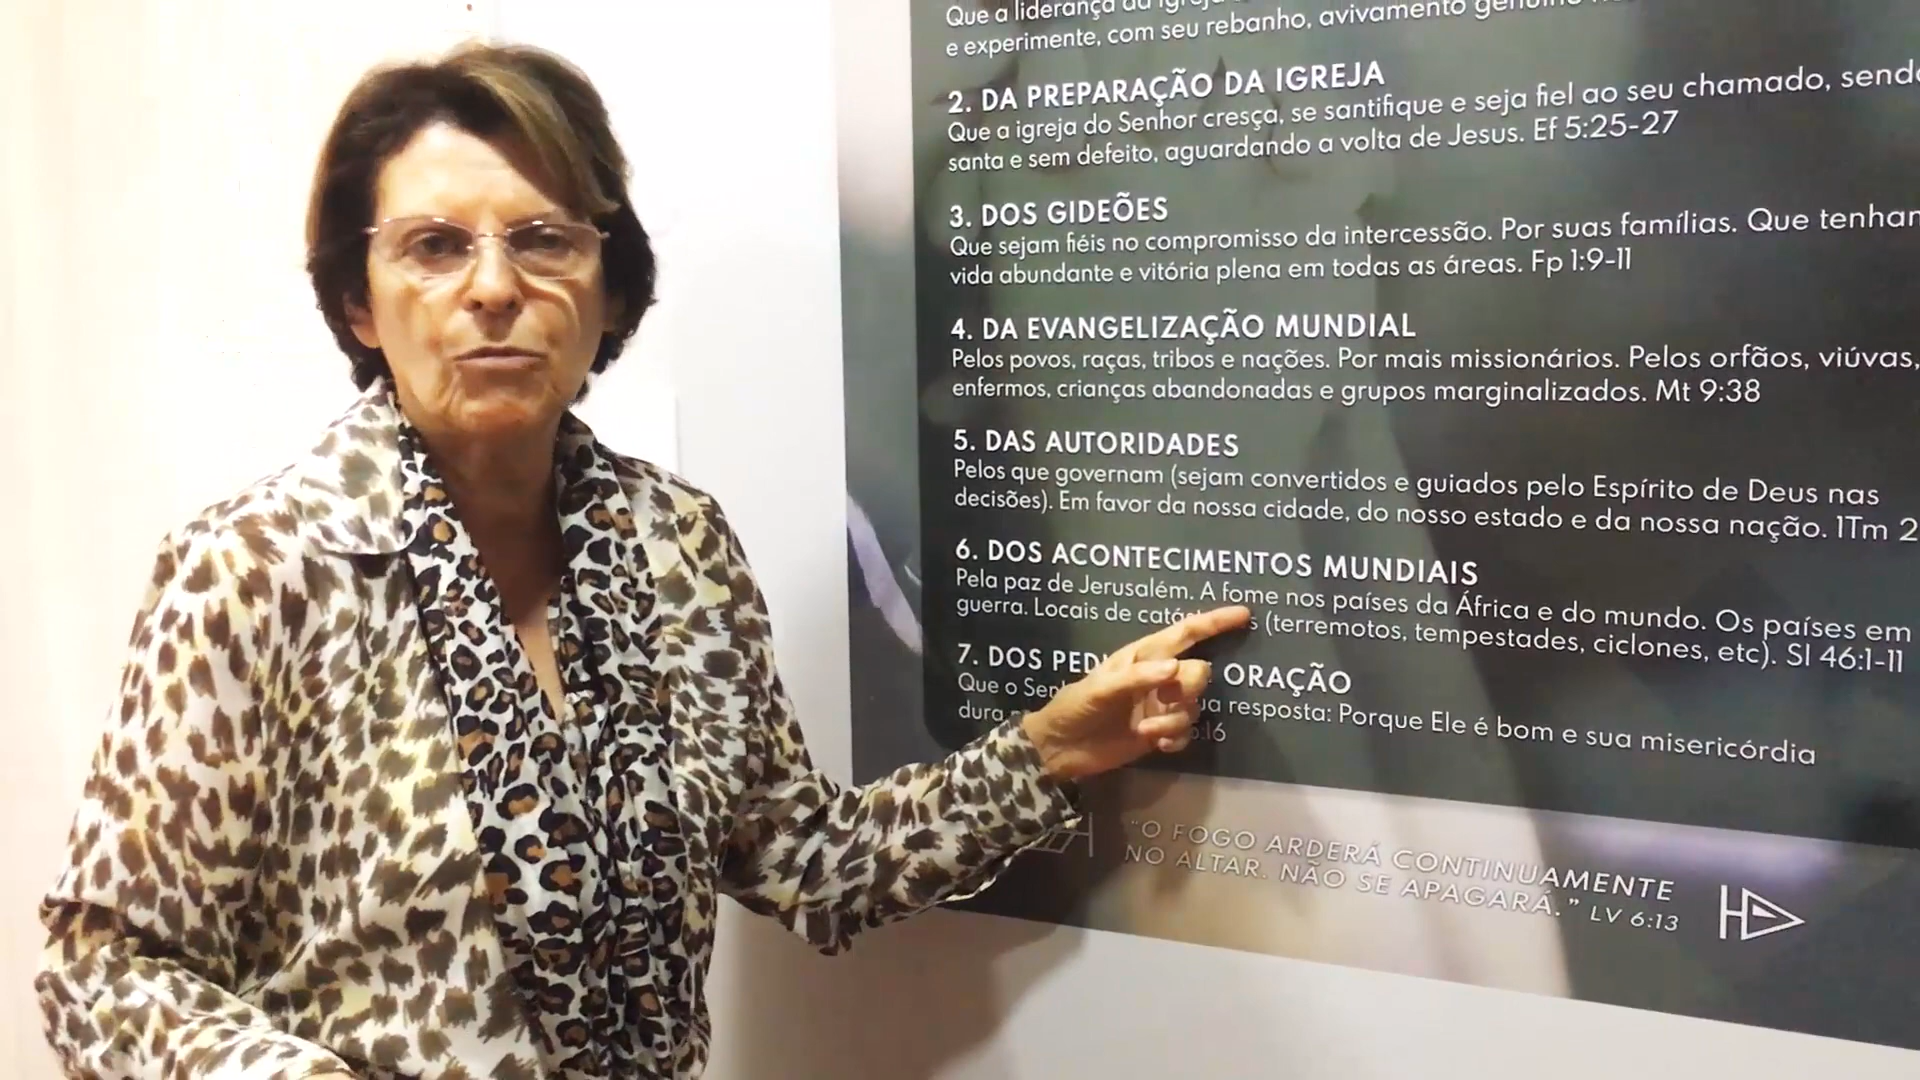 Que a liderança da igreja
e experimente, com seu rebanho, avivamento genuíno
2. DA PREPARAÇÃO DA IGREJA
Que a igreja do Senhor cresça, se santifique e seja fiel ao seu chamado, sendo
santa e sem defeito, aguardando a volta de Jesus. Ef 5:25-27
3. DOS GIDEÕES
Que sejam fiéis no compromisso da intercessão. Por suas famílias. Que tenham
vida abundante e vitória plena em todas as áreas. Fp 1:9-11
4. DA EVANGELIZAÇÃO MUNDIAL
Pelos povos, raças, tribos e nações. Por mais missionários. Pelos orfãos, viúvas,
enfermos, crianças abandonadas e grupos marginalizados. Mt 9:38
5. DAS AUTORIDADES
Pelos que governam (sejam convertidos e guiados pelo Espírito de Deus nas
decisões). Em favor da nossa cidade, do nosso estado e da nossa nação. 1Tm 2
6. DOS ACONTECIMENTOS MUNDIAIS
Pela paz de Jerusalém. A fome nos países da África e do mundo. Os países em
guerra. Locais de (terremotos, tempestades, ciclones, etc). Sl 46:1-11
7. DOS ORAÇÃO
Que o resposta: Porque Ele é bom e sua misericórdia
dura :16
"O FOGO ARDERÁ CONTINUAMENTE
NO ALTAR. NÃO SE APAGARÁ." LV 6:13